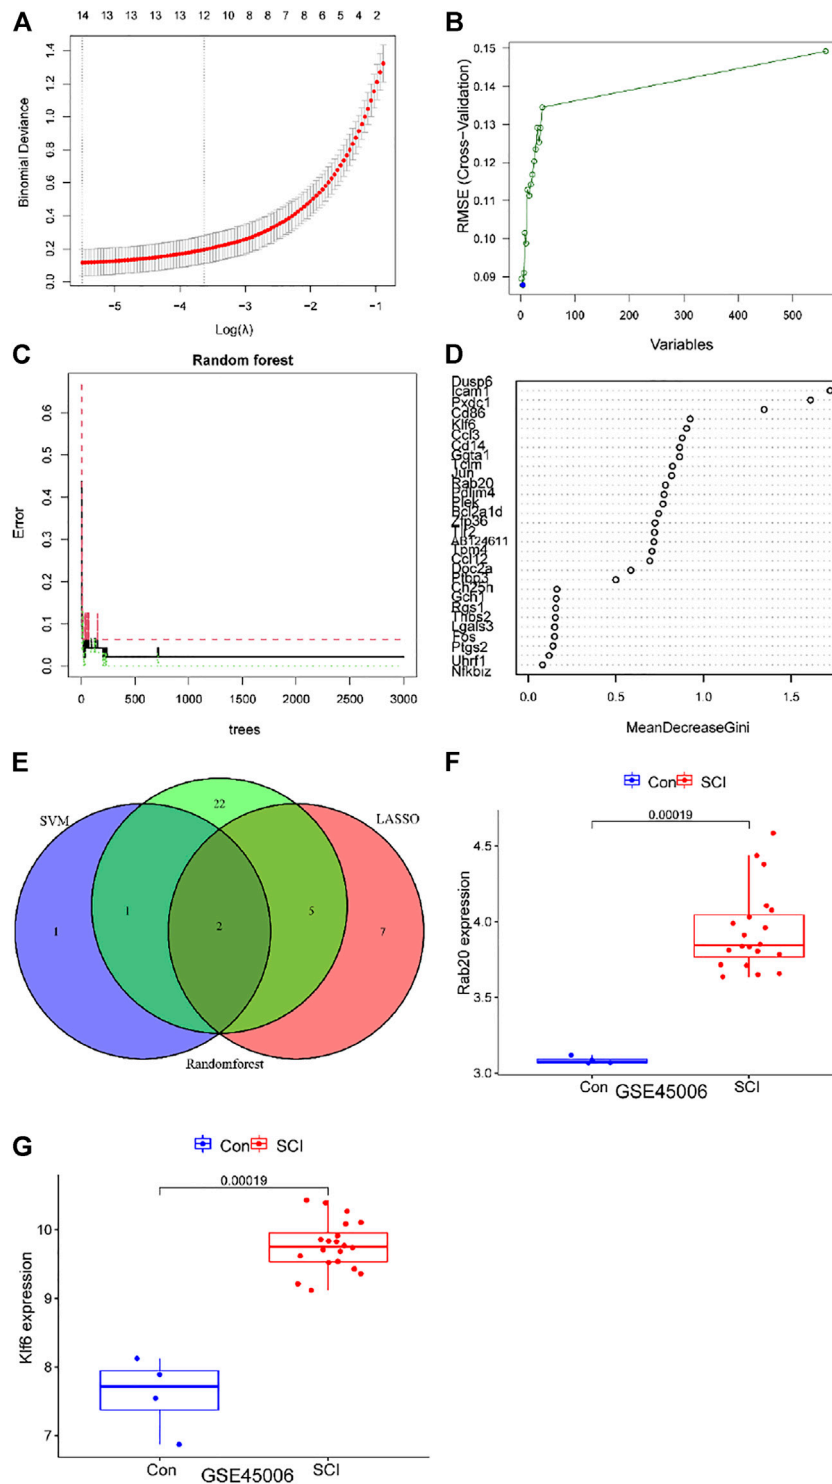 A
14 13 13 13 13 12 10 8 8 7 8 6 5 4 2
Binomial Deviance
1.4
1.2
1.0
0.8
0.6
0.4
0.2
0.0
−5 −4 −3 −2 −1
Log(λ)
B
RMSE (Cross−Validation)
0.15
0.14
0.13
0.12
0.11
0.10
0.09
0 100 200 300 400 500
Variables
C
Random forest
Error
0.6
0.5
0.4
0.3
0.2
0.1
0.0
0 500 1000 1500 2000 2500 3000
trees
D
Dusp6
Icam1
Pxdc1
Cd86
Klf6
Ccl3
Cd14
Ggta1
Tcim
Jun
Rab20
Pdlim4
Plek
Bcl2a1d
Zfp36
Tlr2
AB124611
Tpm4
Ccl12
Doc2a
Ptbp3
Ch25h
Gch1
Rgs1
Thbs2
Lgals3
Fos
Ptgs2
Uhrf1
Nfkbiz
0.0 0.5 1.0 1.5
MeanDecreaseGini
E
22
SVM
LASSO
1 1 2 5 7
Randomforest
F
Con SCI
0.00019
Rab20 expression
4.5
4.0
3.5
3.0
Con SCI
GSE45006
G
Con SCI
0.00019
Klf6 expression
10
9
8
7
Con SCI
GSE45006